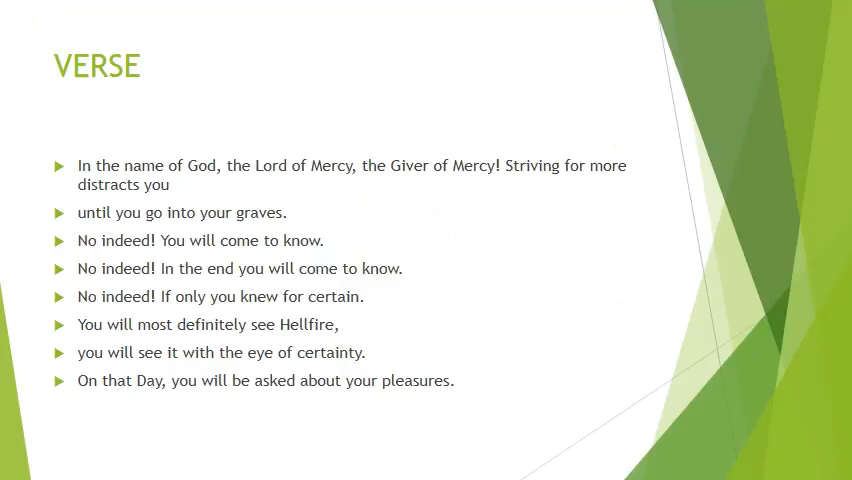 VERSE
In the name of God, the Lord of Mercy, the Giver of Mercy! Striving for more
distracts you
until you go into your graves.
No indeed! You will come to know.
No indeed! In the end you will come to know.
No indeed! If only you knew for certain.
You will most definitely see Hellfire,
you will see it with the eye of certainty.
On that Day, you will be asked about your pleasures.